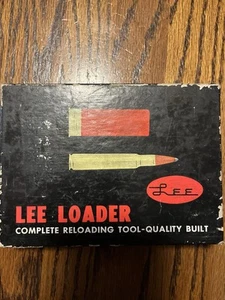 LEE
LEE LOADER
COMPLETE RELOADING TOOL-QUALITY BUILT